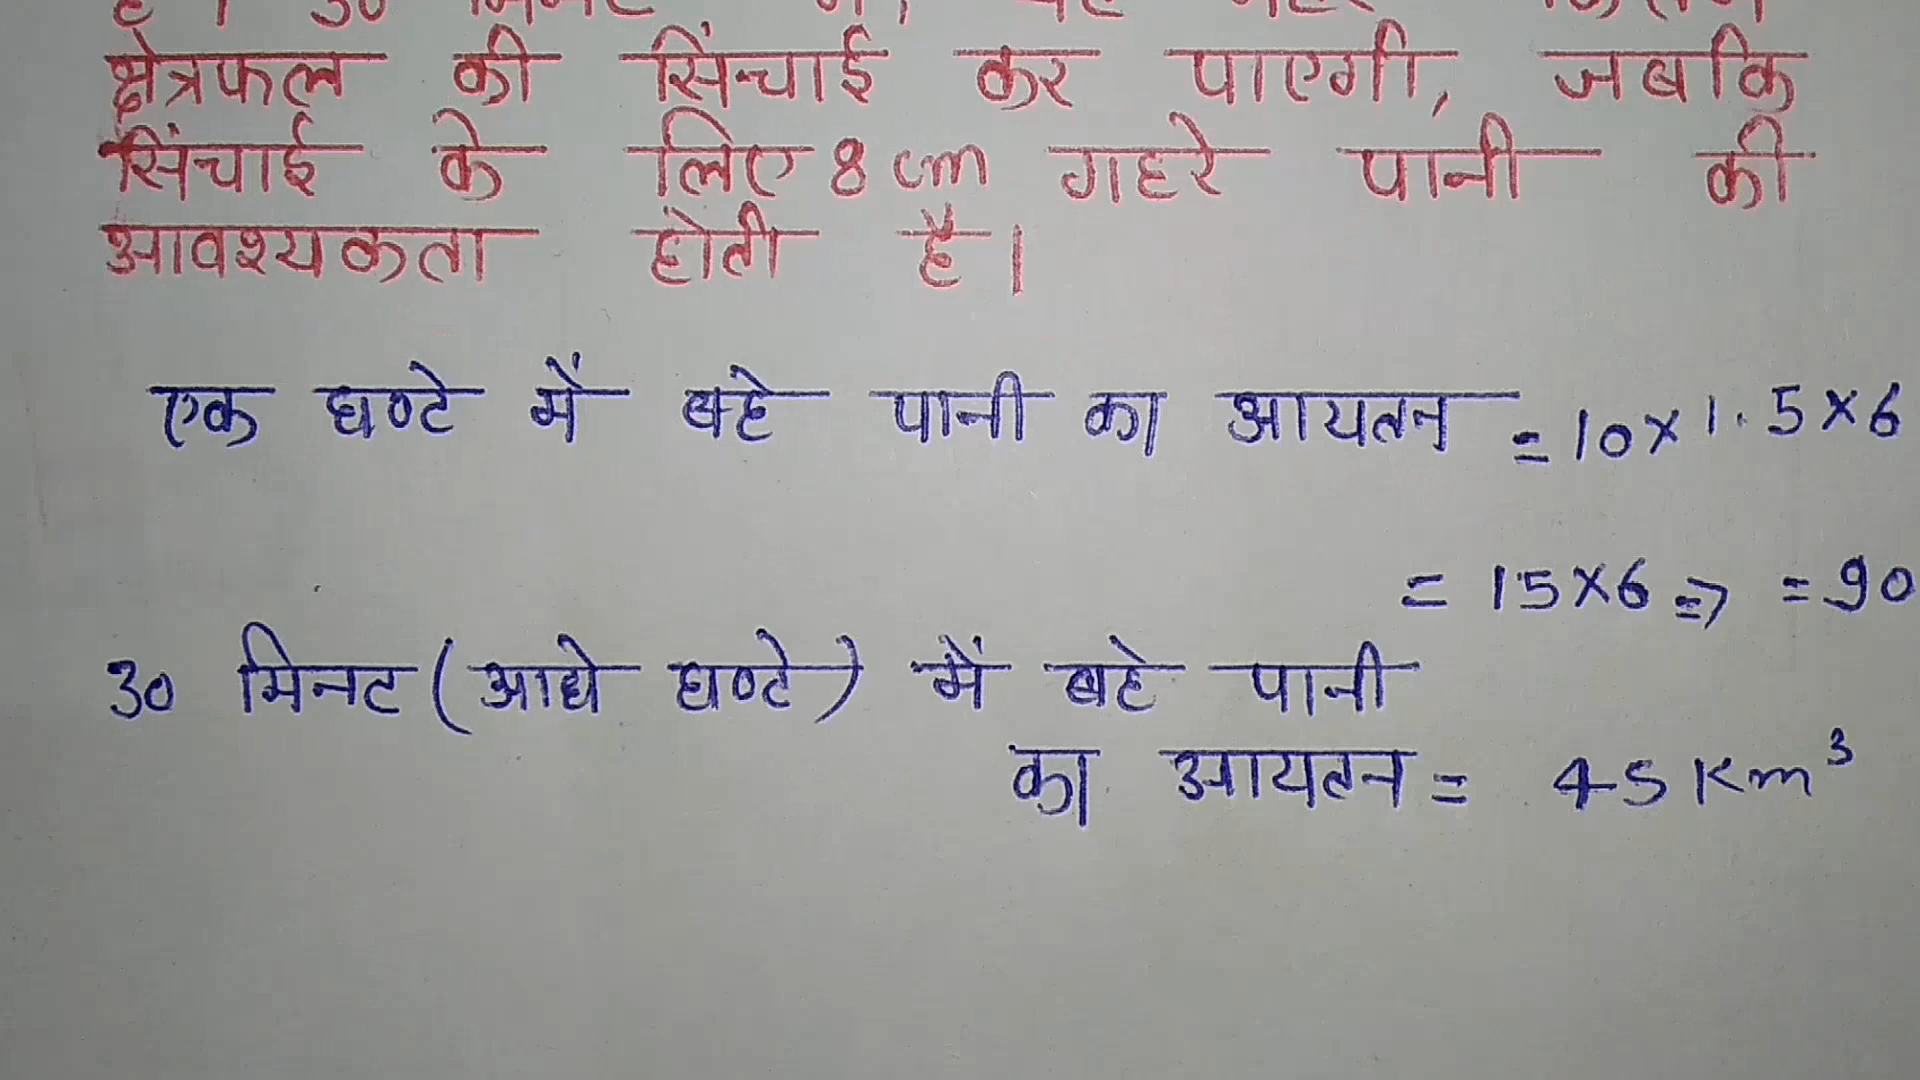 क्षेत्रफल की सिंचाई कर पाएगी, जबकि
सिंचाई के लिए 8 cm गहरे पानी की
आवश्यकता होती है।
एक घण्टे में बहे पानी का आयतन = 10 × 1.5 × 6
= 15 × 6 ⇒ = 90
30 मिनट (आधे घण्टे) में बहे पानी
का आयतन = 45 Km³